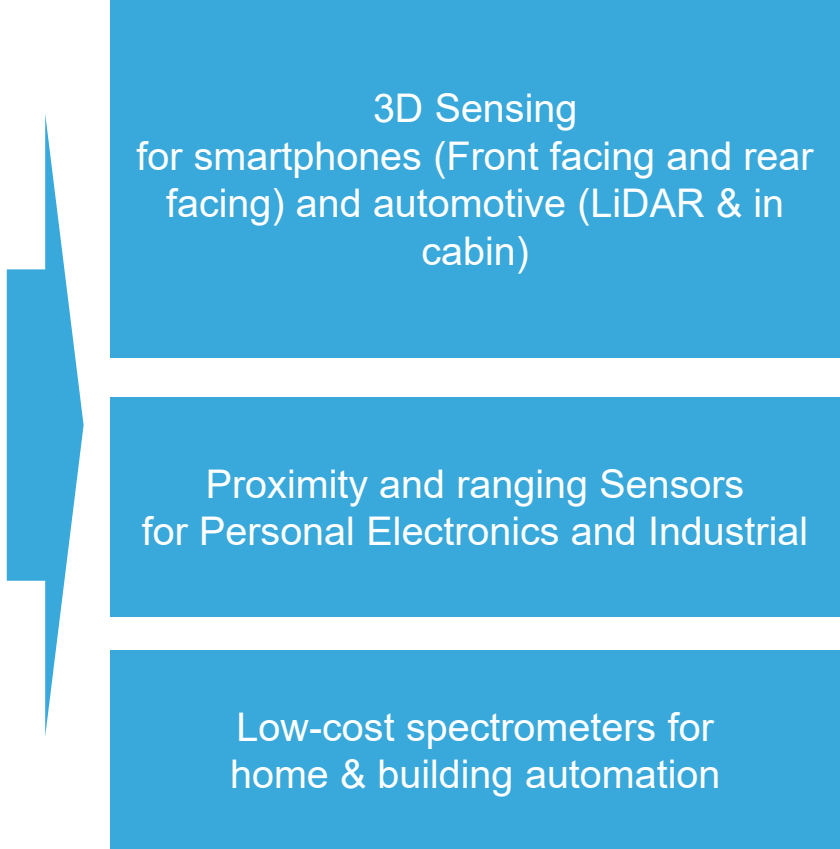 3D Sensing
for smartphones (Front facing and rear
facing) and automotive (LiDAR & in
cabin)
Proximity and ranging Sensors
for Personal Electronics and Industrial
Low-cost spectrometers for
home & building automation